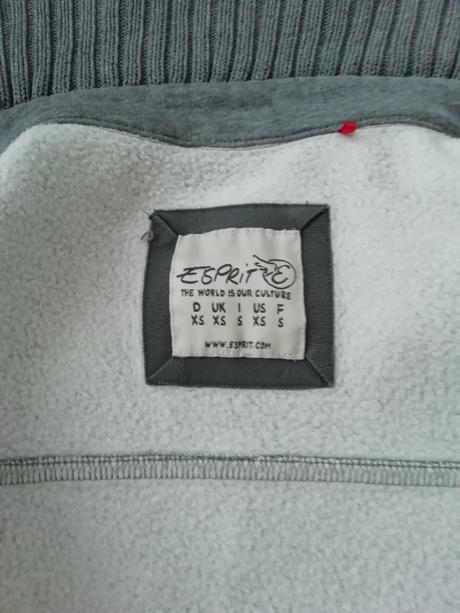 ESPRIT E
THE WORLD IS OUR CULTURE
D UK I US F
XS XS S XS S
WWW.ESPRIT.COM